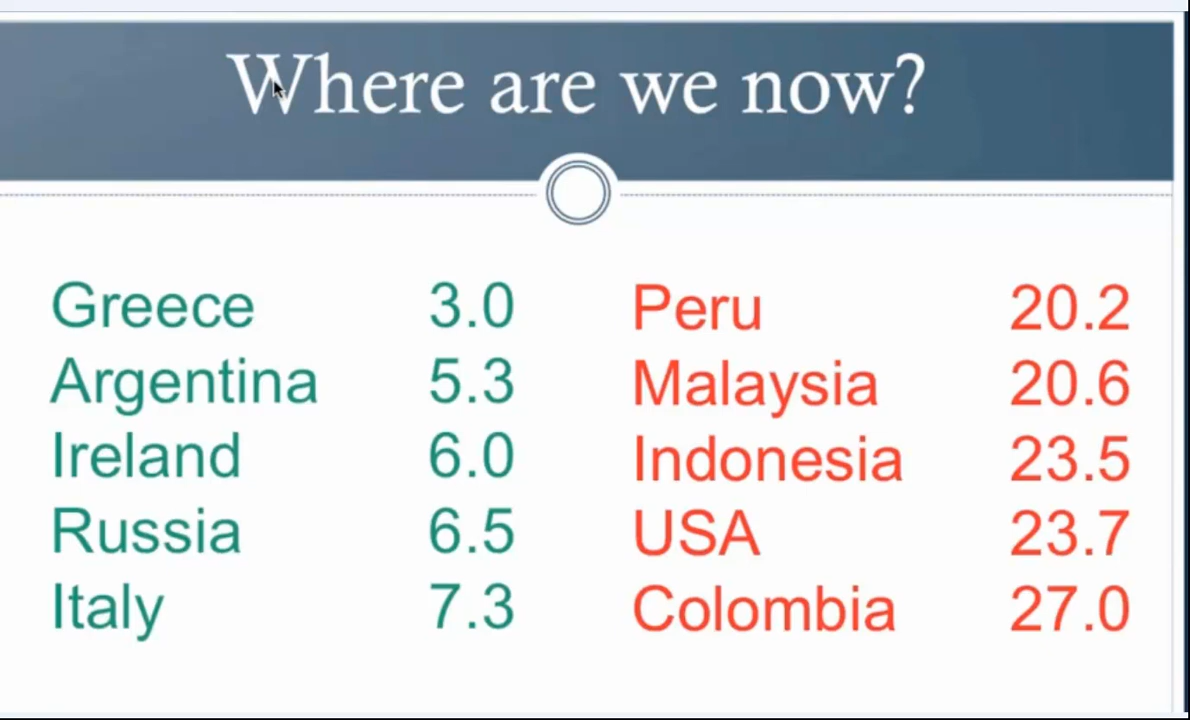 Where are we now?
Greece 3.0
Argentina 5.3
Ireland 6.0
Russia 6.5
Italy 7.3
Peru 20.2
Malaysia 20.6
Indonesia 23.5
USA 23.7
Colombia 27.0